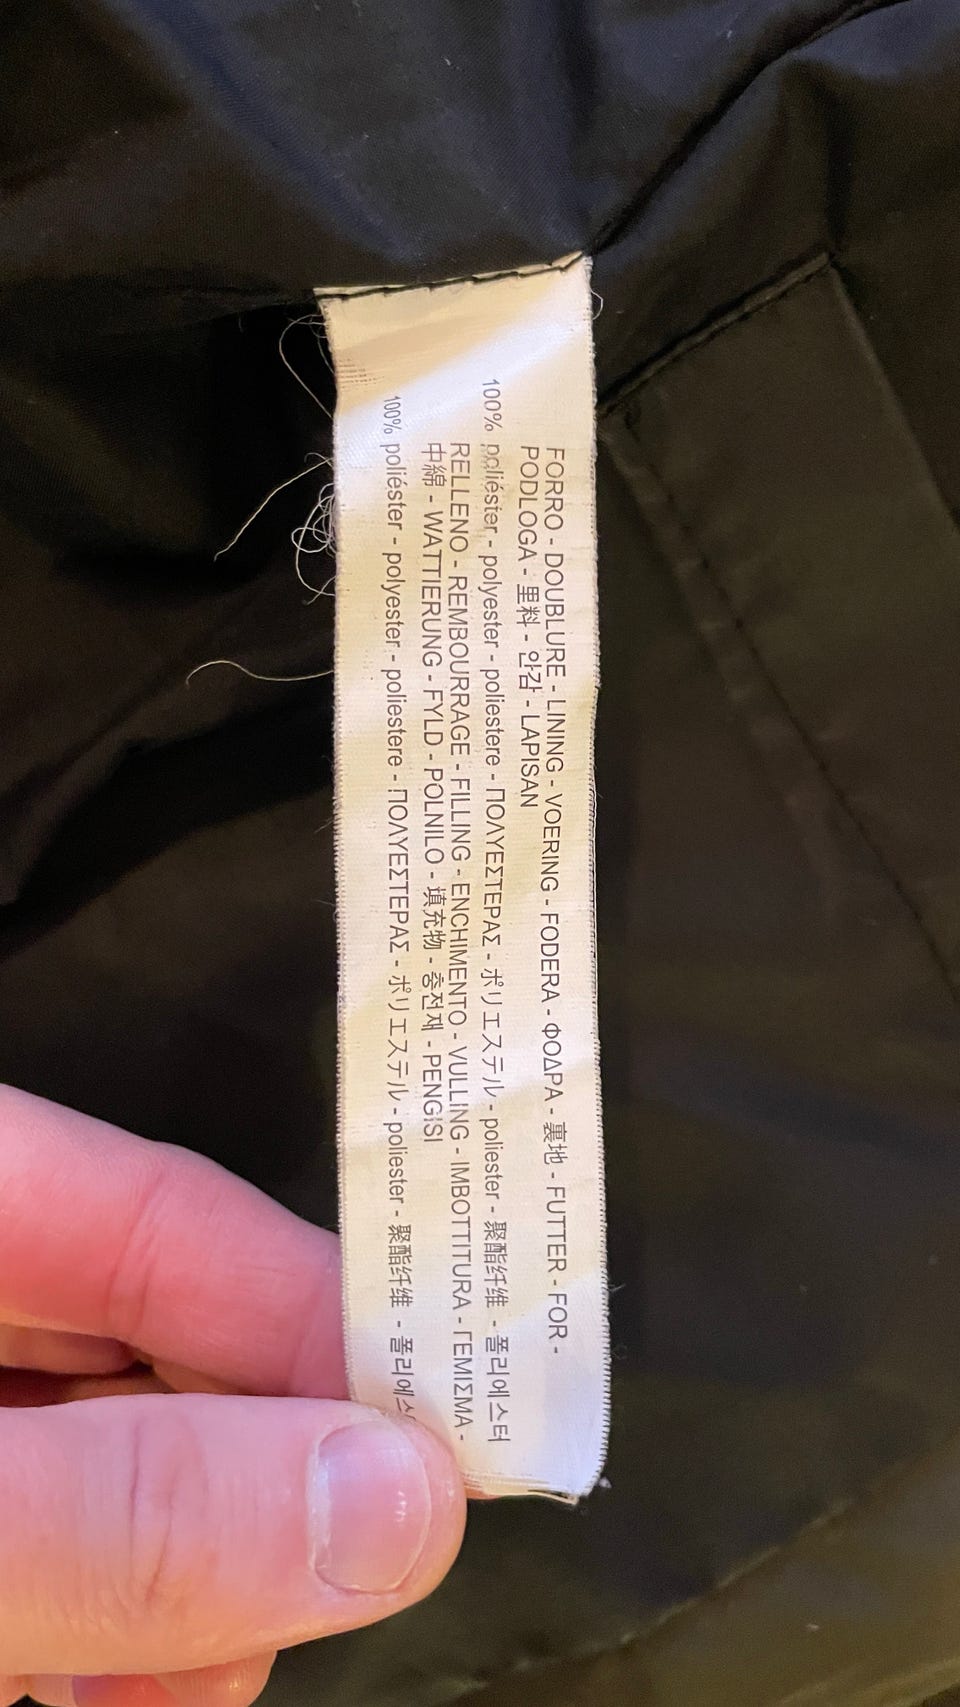 FORRO - DOUBLURE - LINING - VOERING - FODERA - ΦΟΔΡΑ - 裏地 - FUTTER - FOR -
PODLOGA - 里料 - 안감 - LAPISAN
100% poliéster - polyester - poliestere - ΠΟΛΥΕΣΤΕΡΑΣ - ポリエステル - poliester - 聚酯纤维 - 폴리에스터
RELLENO - REMBOURRAGE - FILLING - ENCHIMENTO - VULLING - IMBOTTITURA - ΓΕΜΙΣΜΑ -
中綿 - WATTIERUNG - FYLD - POLNILO - 填充物 - 충전재 - PENGISI
100% poliéster - polyester - poliestere - ΠΟΛΥΕΣΤΕΡΑΣ - ポリエステル - poliester - 聚酯纤维 -